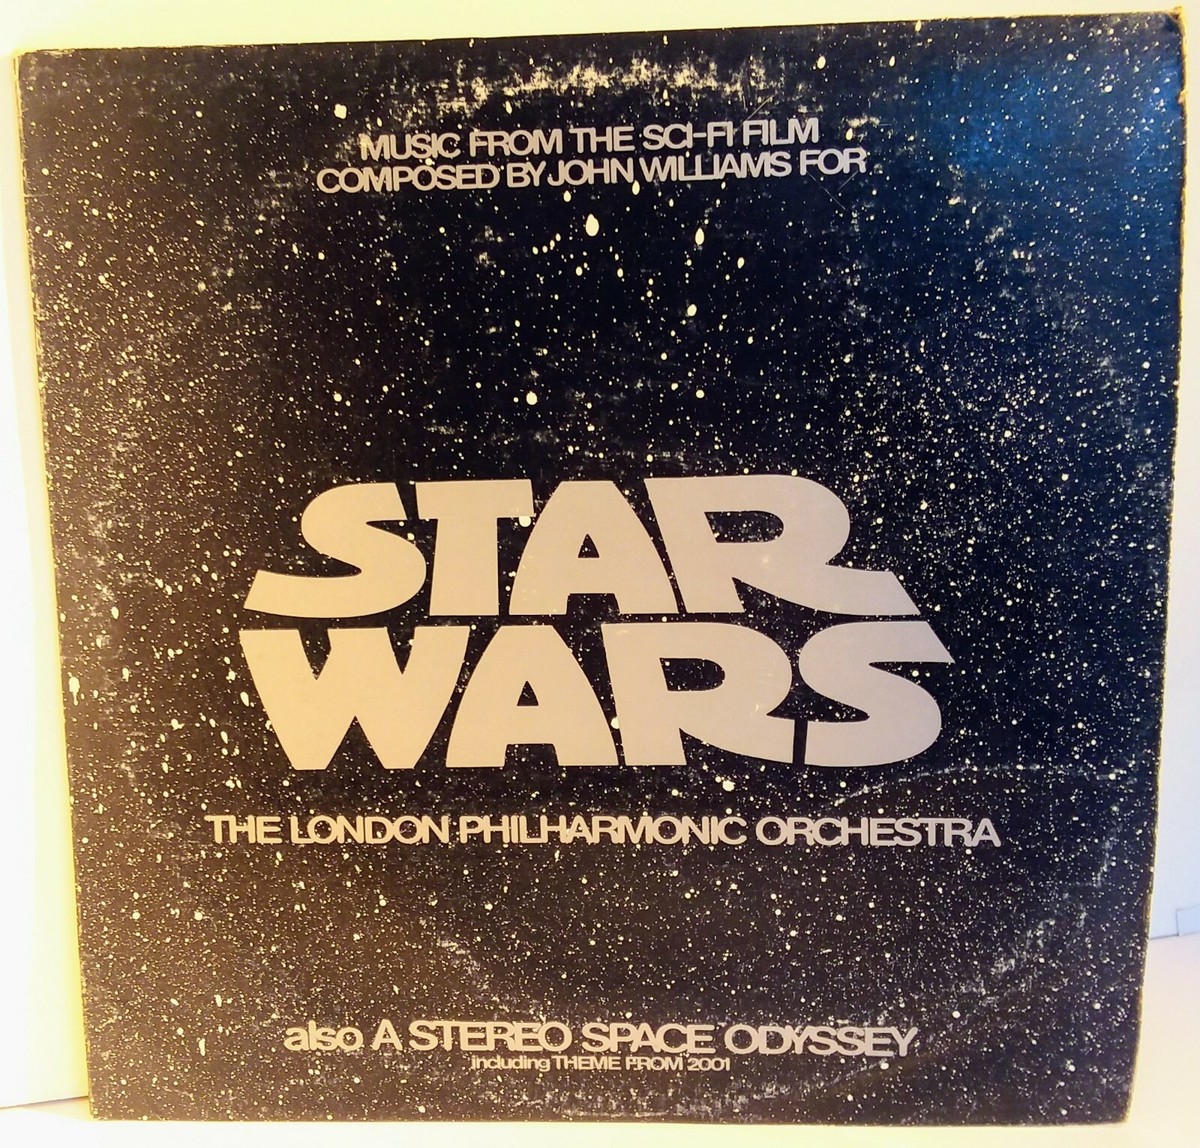 MUSIC FROM THE SCI-FI FILM
COMPOSED BY JOHN WILLIAMS FOR
STAR
WARS
THE LONDON PHILHARMONIC ORCHESTRA
also A STEREO SPACE ODYSSEY
including THEME FROM 2001